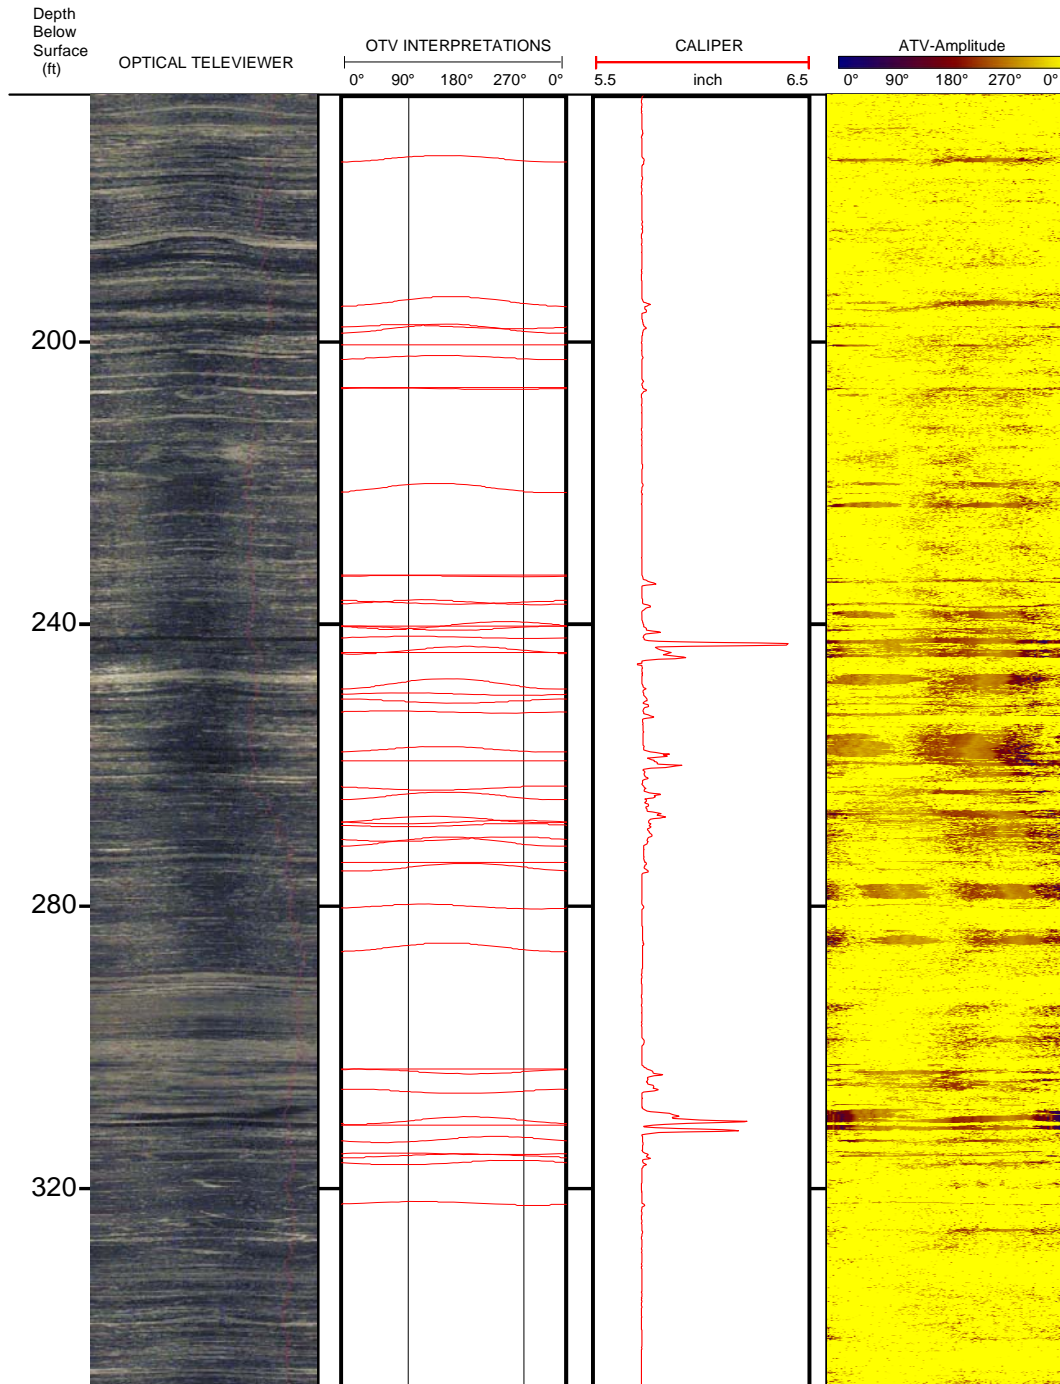 Depth
Below
Surface
(ft)
OPTICAL TELEVIEWER
OTV INTERPRETATIONS
0° 90° 180° 270° 0°
CALIPER
5.5 inch 6.5
ATV-Amplitude
0° 90° 180° 270° 0°
200
240
280
320